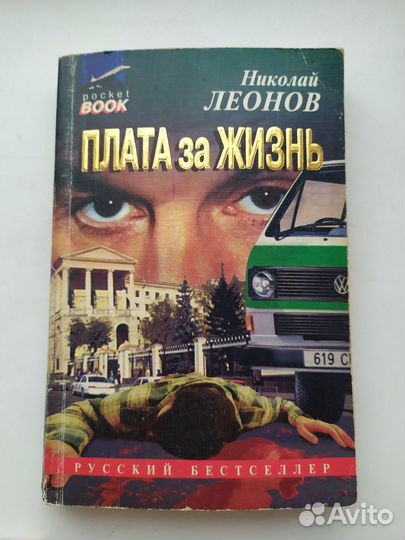 pocket
BOOK
Николай
ЛЕОНОВ
ПЛАТА за ЖИЗНЬ
619 C
РУССКИЙ БЕСТСЕЛЛЕР
Avito